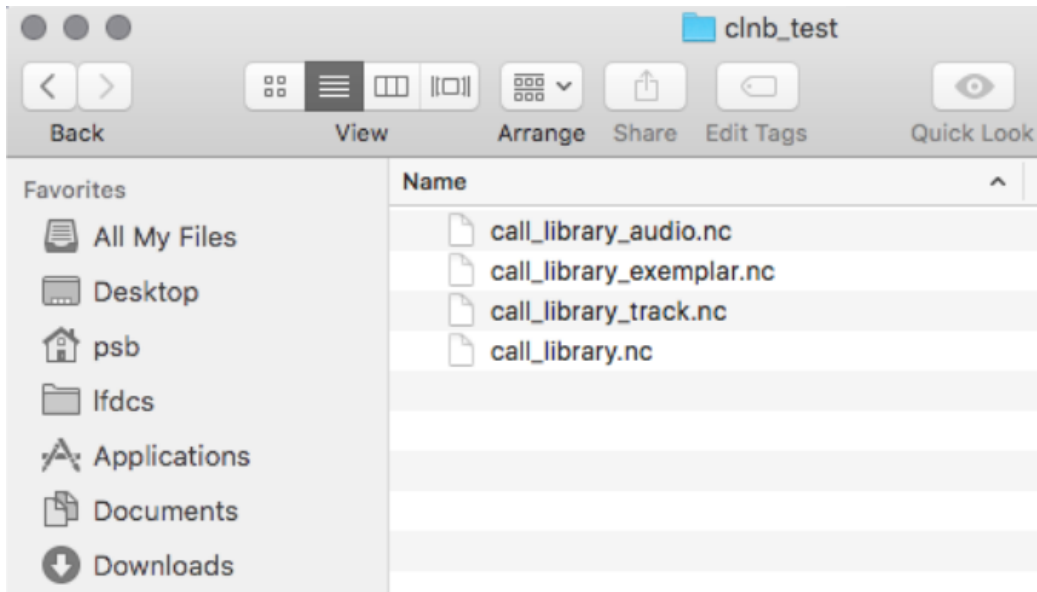 clnb_test
Back View Arrange Share Edit Tags Quick Look
Favorites
All My Files
Desktop
psb
lfdcs
Applications
Documents
Downloads
Name
call_library_audio.nc
call_library_exemplar.nc
call_library_track.nc
call_library.nc